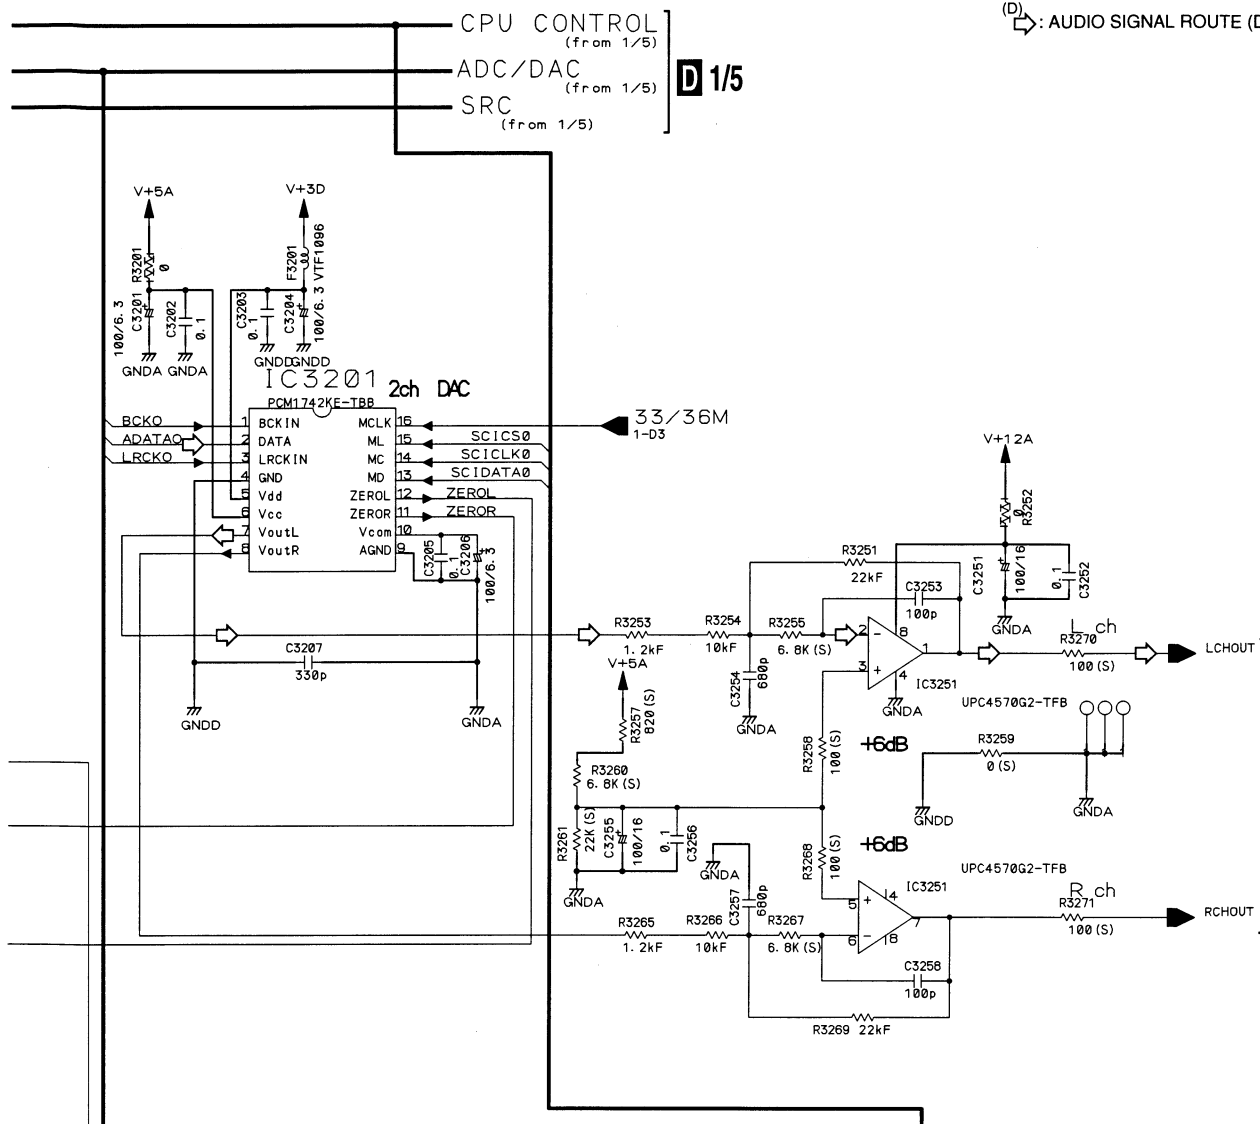 CPU CONTROL
(from 1/5)
ADC/DAC
(from 1/5)
SRC
(from 1/5)
D 1/5
(D)
: AUDIO SIGNAL ROUTE (D
V+5A
V+3D
R3201
0
F3201
VTF1096
100/6.3
C3201
C3202
0.1
C3203
0.1
C3204
100/6.3
GNDA
GNDA
GNDD
GNDD
IC3201
2ch DAC
PCM1742KE-TBB
BCKO
1
BCKIN
MCLK
16
33/36M
1-D3
ADATAO
2
DATA
ML
15
SCICS0
LRCKO
3
LRCKIN
MC
14
SCICLK0
4
GND
MD
13
SCIDATA0
5
Vdd
ZEROL
12
ZEROL
6
Vcc
ZEROR
11
ZEROR
7
VoutL
Vcom
10
8
VoutR
AGND
9
C3205
0.1
C3206
100/6.3
C3207
330p
GNDD
GNDA
V+12A
0
R3252
C3251
100/16
0.1
C3252
GNDA
R3251
22kF
C3253
100p
R3253
1.2kF
R3254
10kF
R3255
6.8K(S)
C3254
680p
GNDA
2
3
8
4
1
IC3251
GNDA
UPC4570G2-TFB
L ch
R3270
100(S)
LCHOUT
V+5A
R3257
820(S)
R3260
6.8K(S)
R3258
100(S)
+6dB
R3259
0(S)
GNDD
GNDA
R3261
22K(S)
C3255
100/16
0.1
C3256
GNDA
R3268
100(S)
+6dB
GNDA
C3257
680p
IC3251
UPC4570G2-TFB
5
6
4
8
7
R ch
R3271
100(S)
RCHOUT
R3265
1.2kF
R3266
10kF
R3267
6.8K(S)
C3258
100p
R3269 22kF